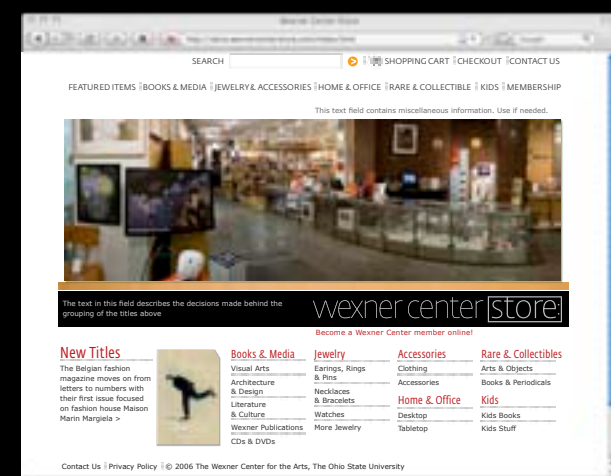 Wexner Center Store
SEARCH SHOPPING CART CHECKOUT CONTACT US
FEATURED ITEMS BOOKS & MEDIA JEWELRY & ACCESSORIES HOME & OFFICE RARE & COLLECTIBLE KIDS MEMBERSHIP
This text field contains miscellaneous information. Use if needed.
The text in this field describes the decisions made behind the
grouping of the titles above
wexner center store:
Become a Wexner Center member online!
New Titles
The Belgian fashion
magazine moves on from
letters to numbers with
their first issue focused
on fashion house Maison
Marin Margiela >
Books & Media
Visual Arts
Architecture
& Design
Literature
& Culture
Wexner Publications
CDs & DVDs
Jewelry
Earings, Rings
& Pins
Necklaces
& Bracelets
Watches
More Jewelry
Accessories
Clothing
Accessories
Home & Office
Desktop
Tabletop
Rare & Collectibles
Arts & Objects
Books & Periodicals
Kids
Kids Books
Kids Stuff
Contact Us Privacy Policy © 2006 The Wexner Center for the Arts, The Ohio State University